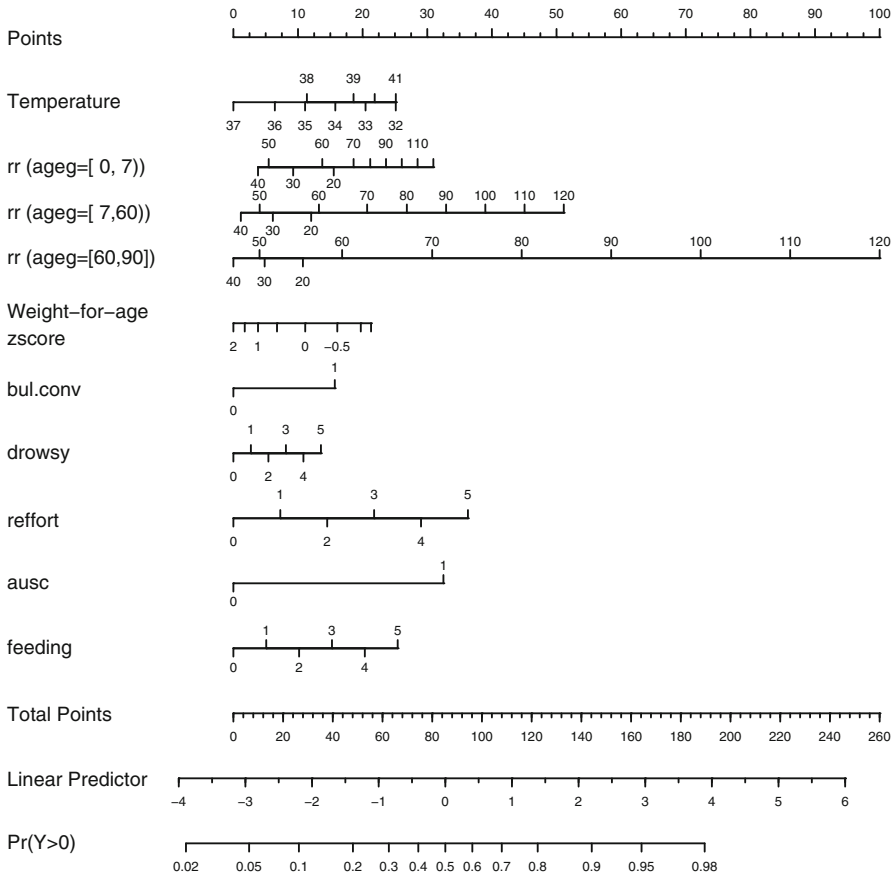 0 10 20 30 40 50 60 70 80 90 100
Points
38 39 41
Temperature
37 36 35 34 33 32
50 60 70 90 110
rr (ageg=[ 0, 7))
40 30 20
50 60 70 80 90 100 110 120
rr (ageg=[ 7,60))
40 30 20
50 60 70 80 90 100 110 120
rr (ageg=[60,90])
40 30 20
Weight−for−age
zscore
2 1 0 −0.5
1
bul.conv
0
1 3 5
drowsy
0 2 4
1 3 5
reffort
0 2 4
1
ausc
0
1 3 5
feeding
0 2 4
Total Points
0 20 40 60 80 100 120 140 160 180 200 220 240 260
Linear Predictor
−4 −3 −2 −1 0 1 2 3 4 5 6
Pr(Y>0)
0.02 0.05 0.1 0.2 0.3 0.4 0.5 0.6 0.7 0.8 0.9 0.95 0.98